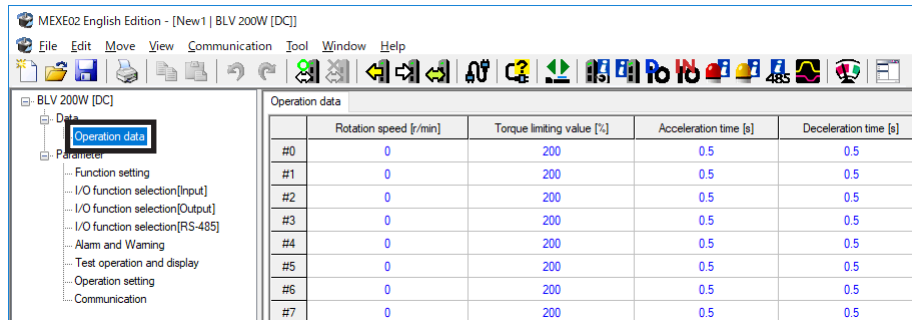 MEXE02 English Edition - [New1 | BLV 200W [DC]]
File Edit Move View Communication Tool Window Help
BLV 200W [DC]
Data
Operation data
Parameter
Function setting
I/O function selection[Input]
I/O function selection[Output]
I/O function selection[RS-485]
Alarm and Warning
Test operation and display
Operation setting
Communication
Operation data
Rotation speed [r/min] Torque limiting value [%] Acceleration time [s] Deceleration time [s]
#0 0 200 0.5 0.5
#1 0 200 0.5 0.5
#2 0 200 0.5 0.5
#3 0 200 0.5 0.5
#4 0 200 0.5 0.5
#5 0 200 0.5 0.5
#6 0 200 0.5 0.5
#7 0 200 0.5 0.5